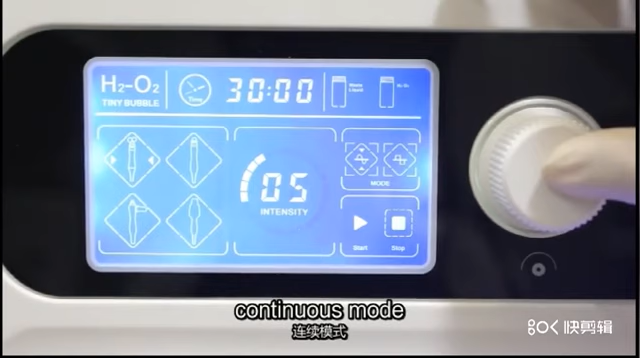 H₂-O₂
TINY BUBBLE
Time
30:00
05
INTENSITY
MODE
Start
Stop
continuous mode
连续模式
快剪辑